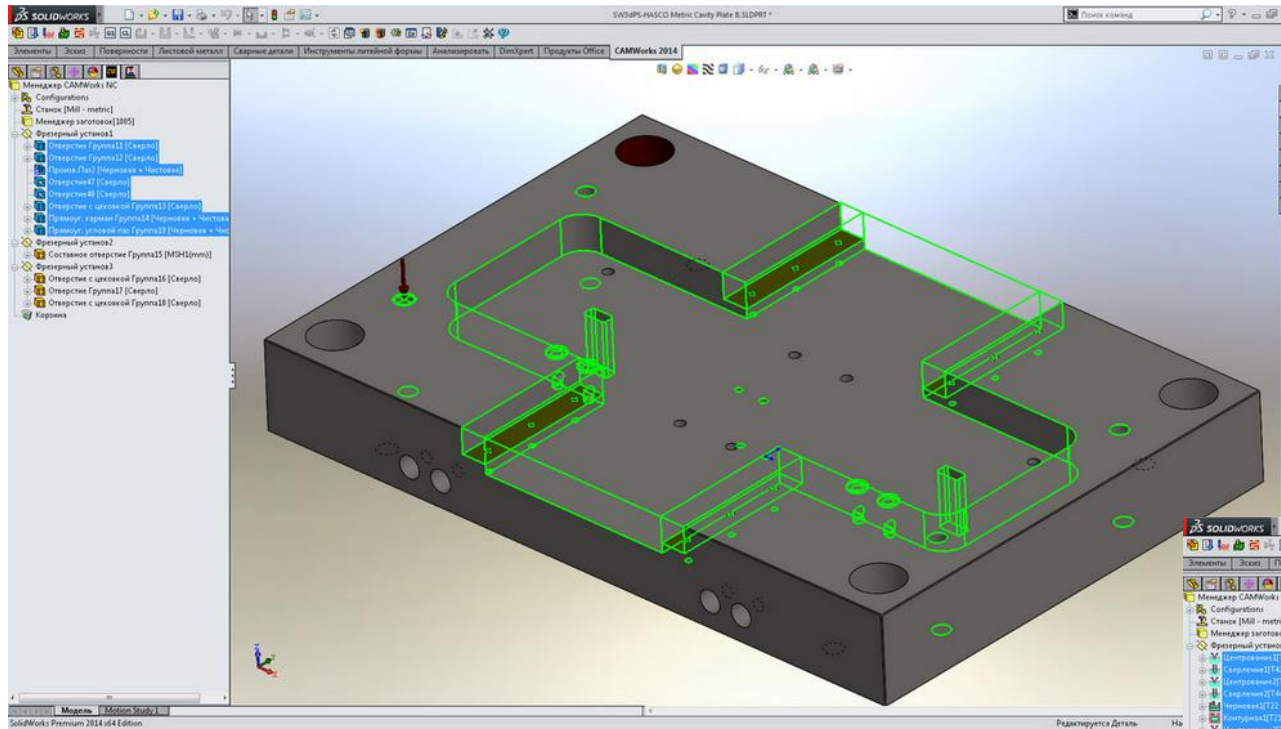 SOLIDWORKS
SW3dPS-HASCO Metric Cavity Plate B.SLDPRT *
Поиск команд
Элементы Эскиз Поверхности Листовой металл Сварные детали Инструменты литейной формы Анализировать DimXpert Продукты Office CAMWorks 2014
Менеджер CAMWorks NC
Configurations
Станок [Mill - metric]
Менеджер заготовок[1005]
Фрезерный установ1
Отверстие Группа11 [Сверло]
Отверстие Группа12 [Сверло]
Произв.Паз2 [Черновая + Чистовая]
Отверстие47 [Сверло]
Отверстие48 [Сверло]
Отверстие с цековкой Группа13 [Сверло]
Прямоуг. карман Группа14 [Черновая + Чистова
Прямоуг. угловой паз Группа19 [Черновая + Чис
Фрезерный установ2
Составное отверстие Группа15 [MSH1(mm)]
Фрезерный установ3
Отверстие с цековкой Группа16 [Сверло]
Отверстие Группа17 [Сверло]
Отверстие с цековкой Группа18 [Сверло]
Корзина
Модель Motion Study 1
SolidWorks Premium 2014 x64 Edition
Редактируется Деталь
На
SOLIDWORKS
Элементы Эскиз П
Менеджер CAMWorks
Configurations
Станок [Mill - metri
Менеджер заготово
Фрезерный установ
Центрование1[Т
Сверление1[T4
Центрование2[Т
Сверление2[T4
Черновая1[T22
Контурная1[T2